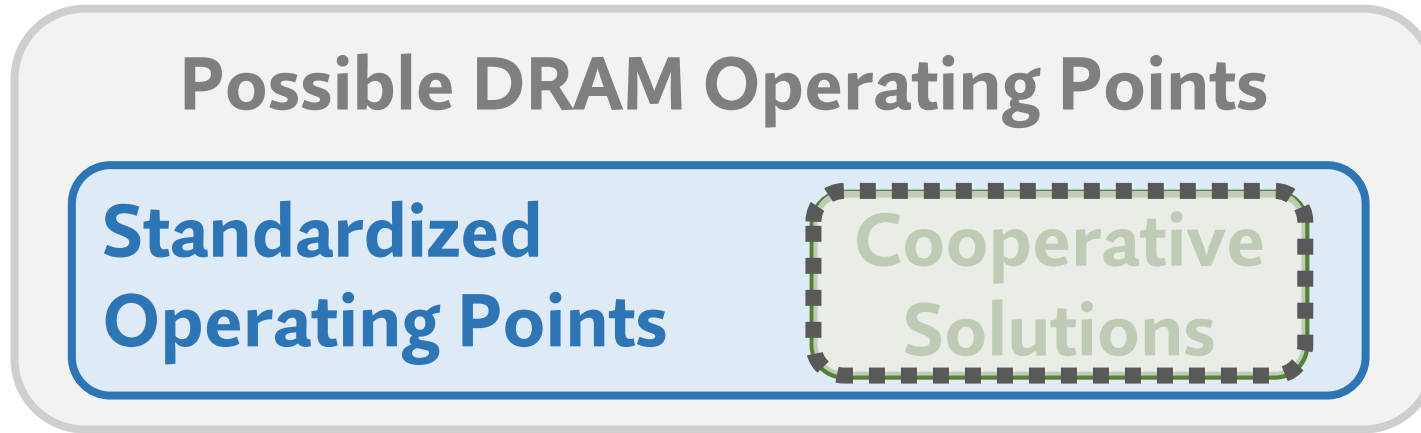 Possible DRAM Operating Points
Standardized
Operating Points
Cooperative
Solutions